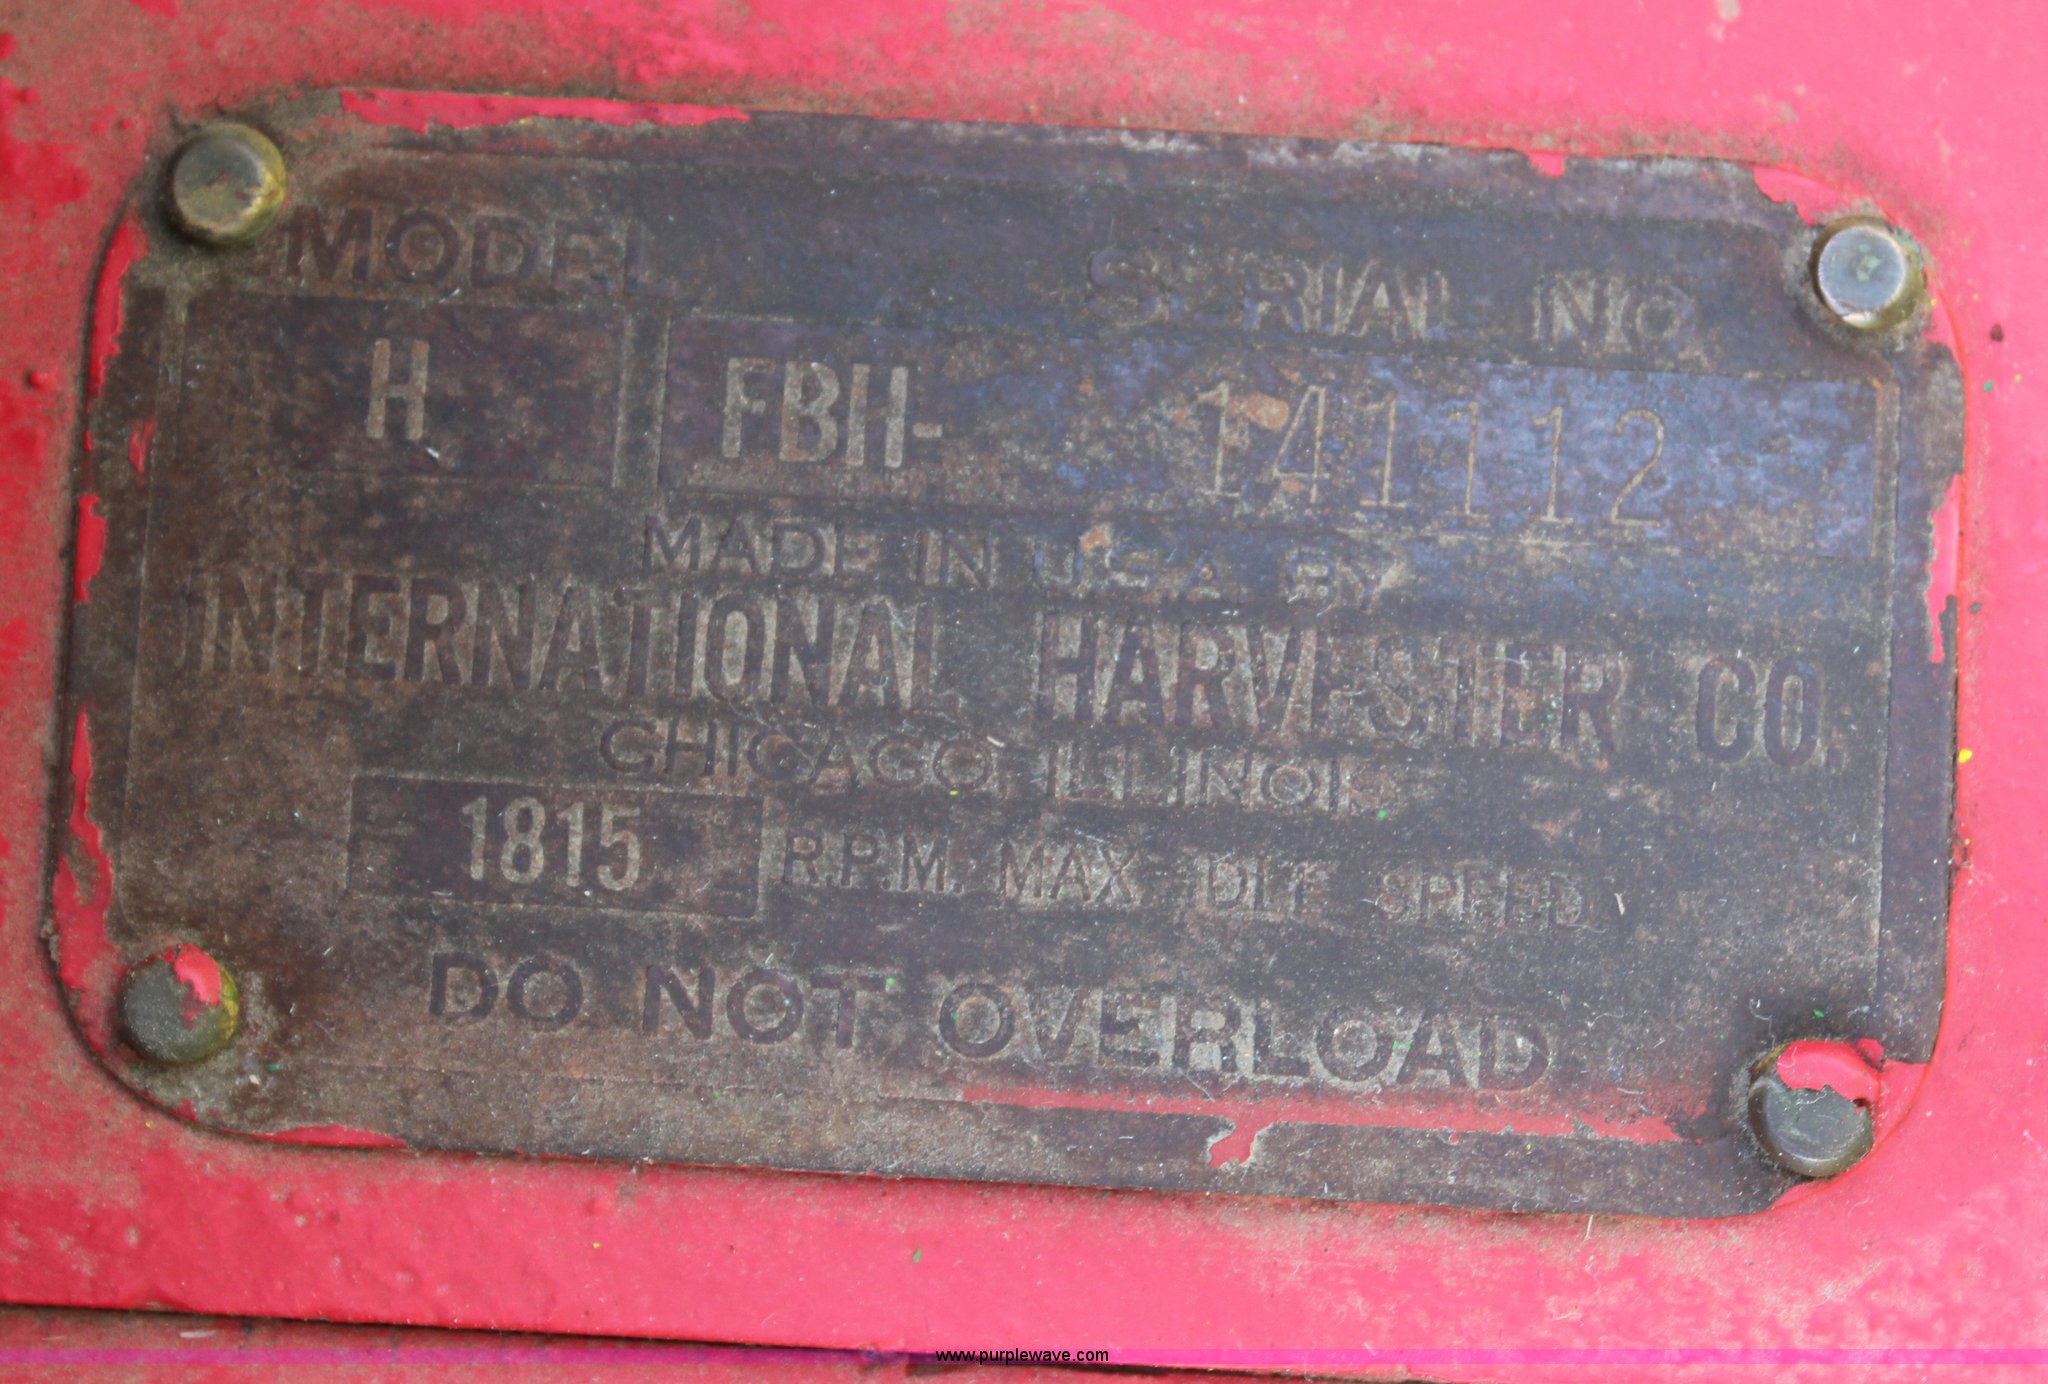 MODEL SERIAL NO.
H FBH- 141112
MADE IN U.S.A. BY
INTERNATIONAL HARVESTER CO.
CHICAGO, ILLINOIS
1815 R.P.M. MAX. IDLE SPEED
DO NOT OVERLOAD
www.purplewave.com